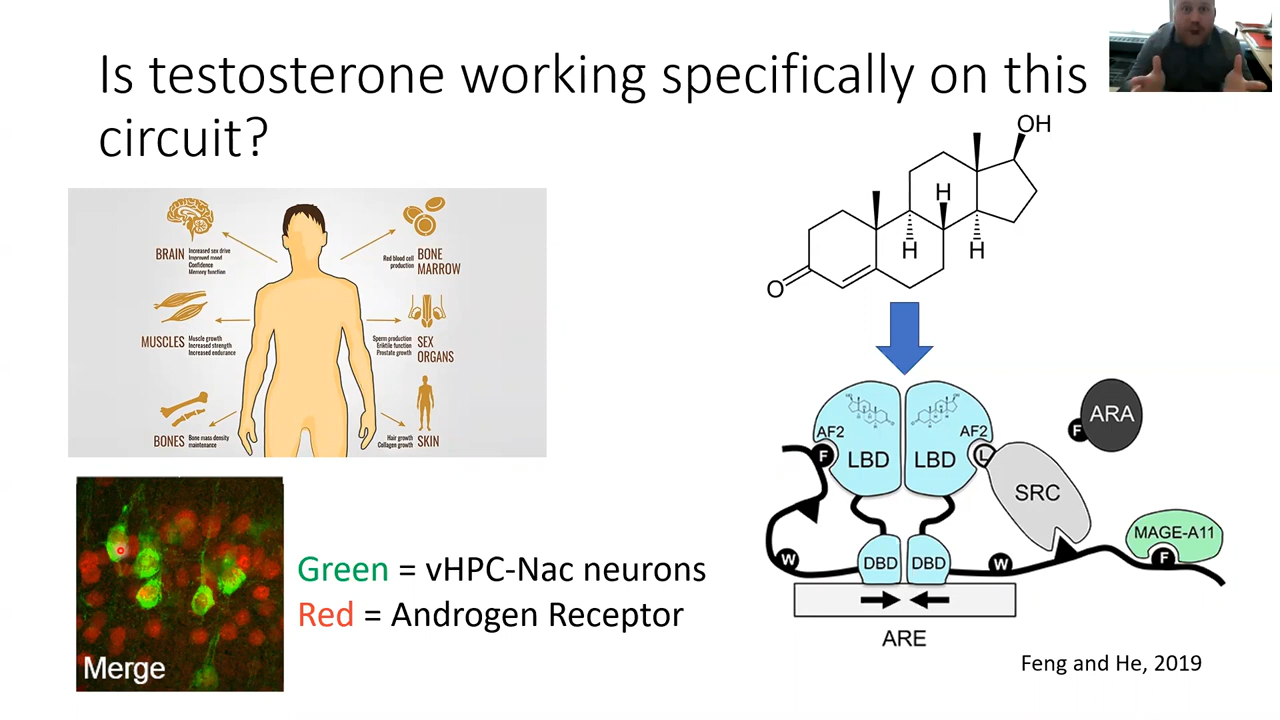 Is testosterone working specifically on this
circuit?
BRAIN
Increased sex drive
Improved mood
Confidence
Memory function
Red blood cell
production
BONE
MARROW
MUSCLES
Muscle growth
Increased strength
Increased endurance
Sperm production
Eriktile function
Prostate growth
SEX
ORGANS
BONES
Bone mass density
maintenance
Hair growth
Collagen growth
SKIN
OH
H
H
H
O
AF2
AF2
ARA
F
F
LBD
LBD
L
SRC
MAGE-A11
F
W
DBD
DBD
W
ARE
Green = vHPC-Nac neurons
Red = Androgen Receptor
Merge
Feng and He, 2019